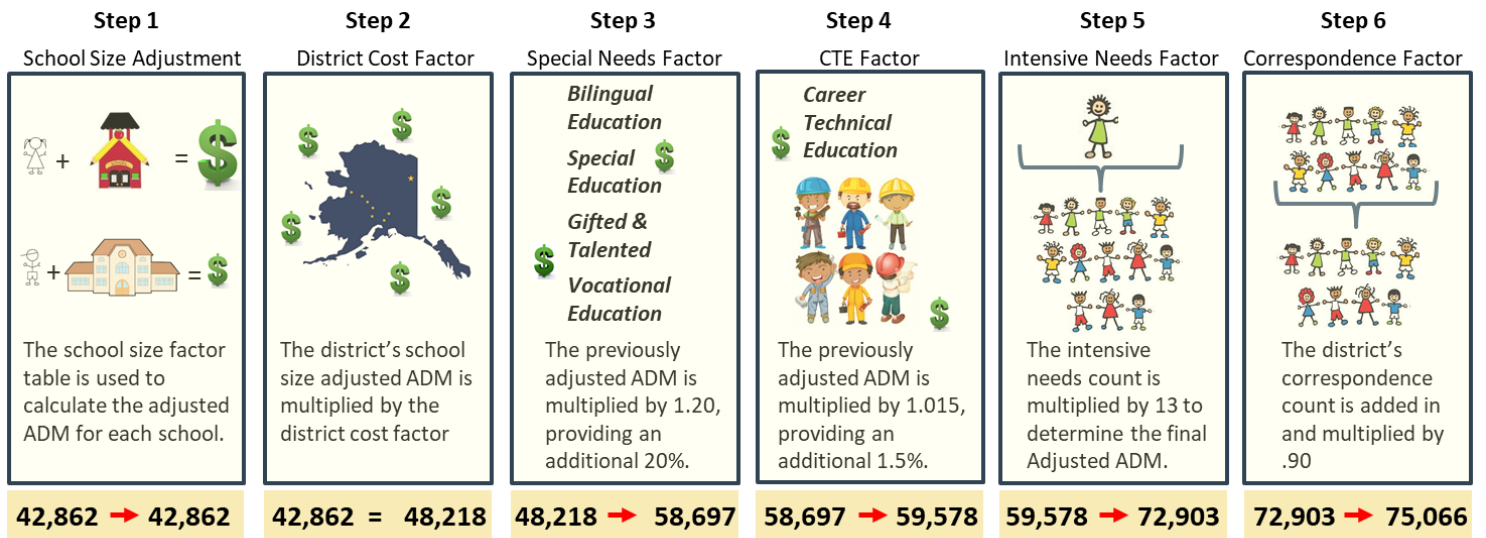 Step 1
School Size Adjustment
+
=
$
+
=
$
The school size factor
table is used to
calculate the adjusted
ADM for each school.
42,862 → 42,862
Step 2
District Cost Factor
$
$
$
$
$
The district’s school
size adjusted ADM is
multiplied by the
district cost factor
42,862 = 48,218
Step 3
Special Needs Factor
Bilingual
Education
Special
Education
$
Gifted &
Talented
$
Vocational
Education
The previously
adjusted ADM is
multiplied by 1.20,
providing an
additional 20%.
48,218 → 58,697
Step 4
CTE Factor
Career
Technical
Education
$
$
The previously
adjusted ADM is
multiplied by 1.015,
providing an
additional 1.5%.
58,697 → 59,578
Step 5
Intensive Needs Factor
The intensive
needs count is
multiplied by 13 to
determine the final
Adjusted ADM.
59,578 → 72,903
Step 6
Correspondence Factor
The district’s
correspondence
count is added in
and multiplied by
.90
72,903 → 75,066